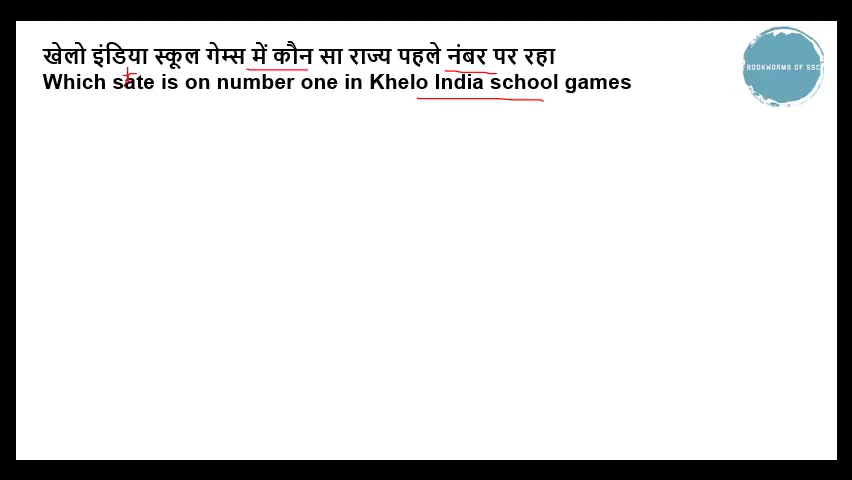 खेलो इंडिया स्कूल गेम्स में कौन सा राज्य पहले नंबर पर रहा
Which sate is on number one in Khelo India school games
BOOKWORMS OF SSC